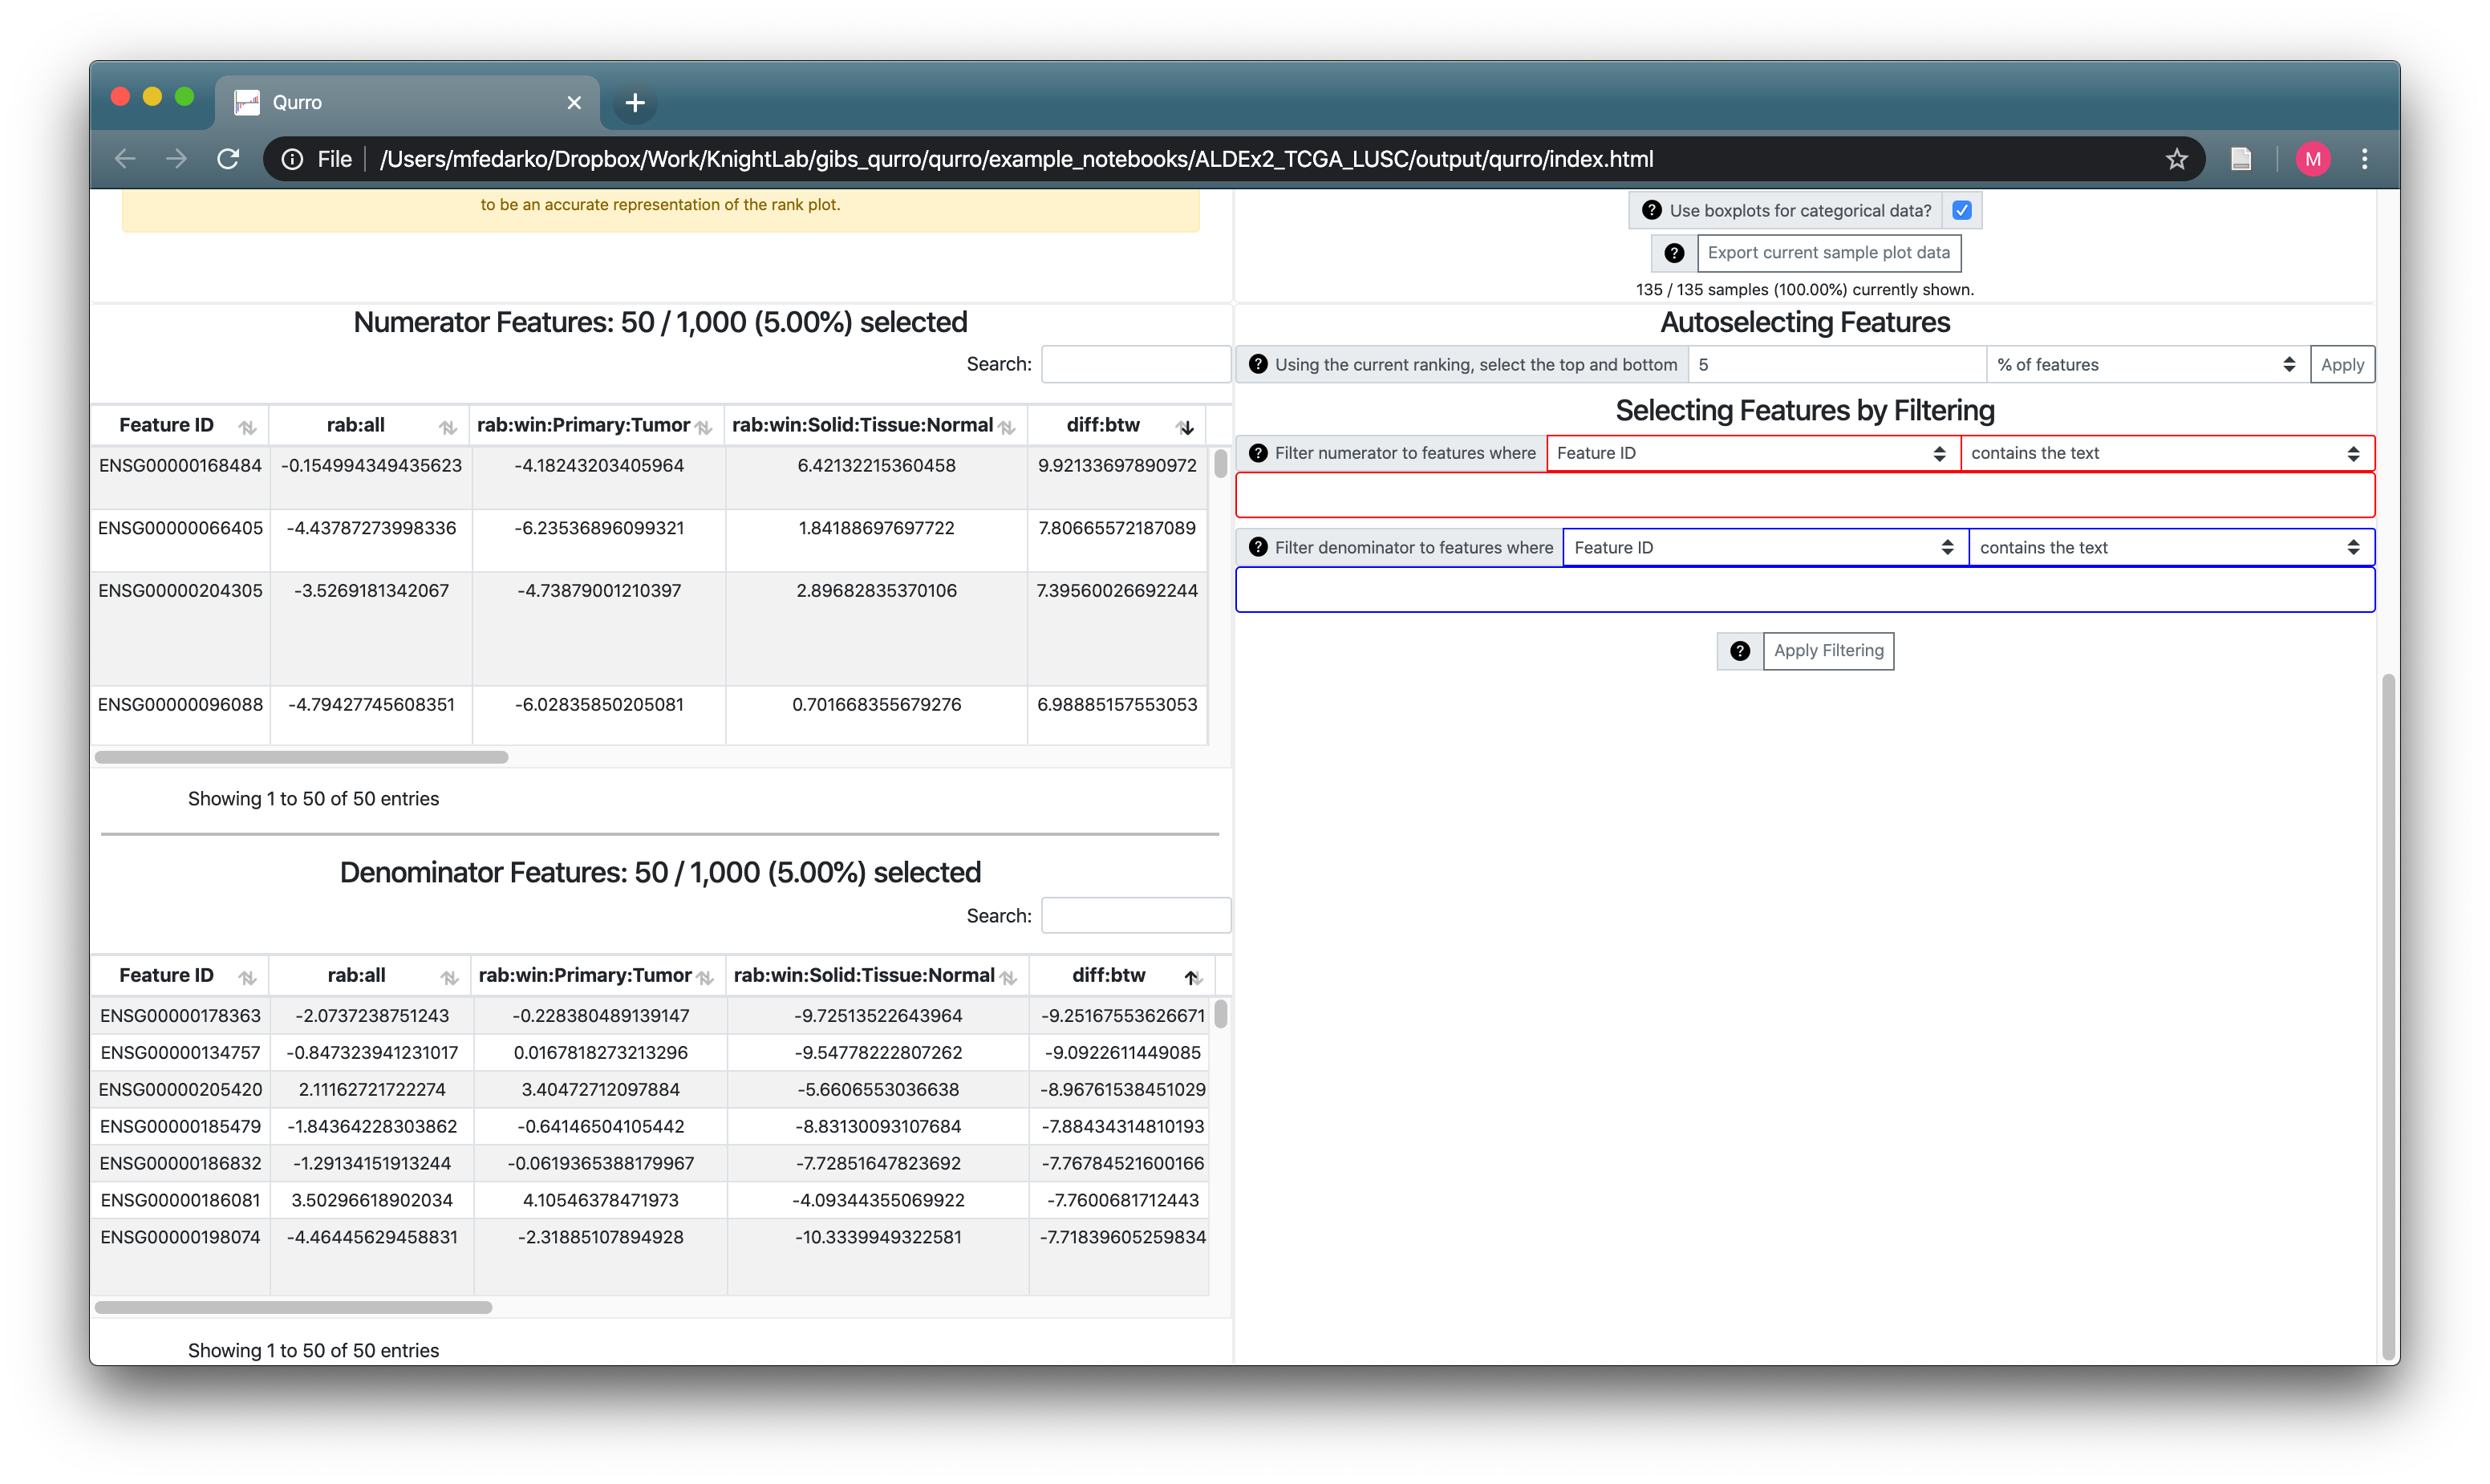 Qurro
File /Users/mfedarko/Dropbox/Work/KnightLab/gibs_qurro/qurro/example_notebooks/ALDEx2_TCGA_LUSC/output/qurro/index.html
M
to be an accurate representation of the rank plot.
Numerator Features: 50 / 1,000 (5.00%) selected
Search:
Feature ID rab:all rab:win:Primary:Tumor rab:win:Solid:Tissue:Normal diff:btw
ENSG00000168484 -0.154994349435623 -4.18243203405964 6.42132215360458 9.92133697890972
ENSG00000066405 -4.43787273998336 -6.23536896099321 1.84188697697722 7.80665572187089
ENSG00000204305 -3.5269181342067 -4.73879001210397 2.89682835370106 7.39560026692244
ENSG00000096088 -4.79427745608351 -6.02835850205081 0.701668355679276 6.98885157553053
Showing 1 to 50 of 50 entries
Denominator Features: 50 / 1,000 (5.00%) selected
Search:
Feature ID rab:all rab:win:Primary:Tumor rab:win:Solid:Tissue:Normal diff:btw
ENSG00000178363 -2.0737238751243 -0.228380489139147 -9.72513522643964 -9.25167553626671
ENSG00000134757 -0.847323941231017 0.0167818273213296 -9.54778222807262 -9.0922611449085
ENSG00000205420 2.11162721722274 3.40472712097884 -5.6606553036638 -8.96761538451029
ENSG00000185479 -1.84364228303862 -0.64146504105442 -8.83130093107684 -7.88434314810193
ENSG00000186832 -1.29134151913244 -0.0619365388179967 -7.72851647823692 -7.76784521600166
ENSG00000186081 3.50296618902034 4.10546378471973 -4.09344355069922 -7.7600681712443
ENSG00000198074 -4.46445629458831 -2.31885107894928 -10.3339949322581 -7.71839605259834
Showing 1 to 50 of 50 entries
? Use boxplots for categorical data?
? Export current sample plot data
135 / 135 samples (100.00%) currently shown.
Autoselecting Features
? Using the current ranking, select the top and bottom 5 % of features Apply
Selecting Features by Filtering
? Filter numerator to features where Feature ID contains the text
? Filter denominator to features where Feature ID contains the text
? Apply Filtering